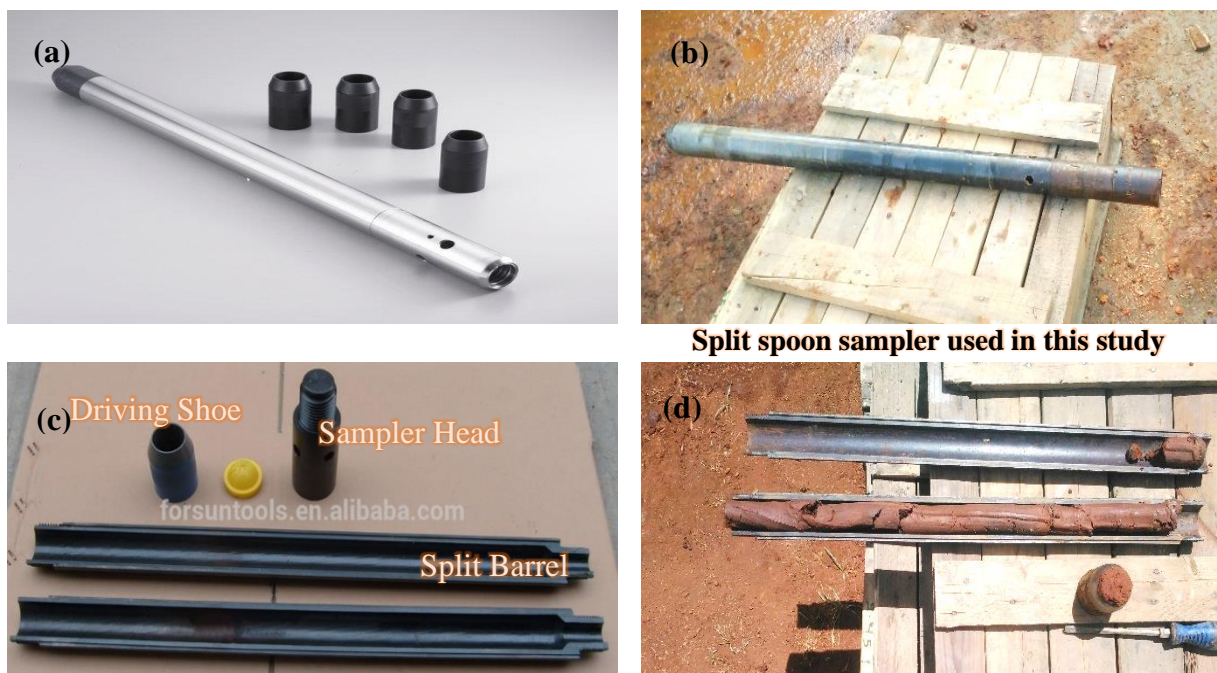 (a)
(b)
Split spoon sampler used in this study
(c)
Driving Shoe
Sampler Head
forsuntools.en.alibaba.com
Split Barrel
(d)